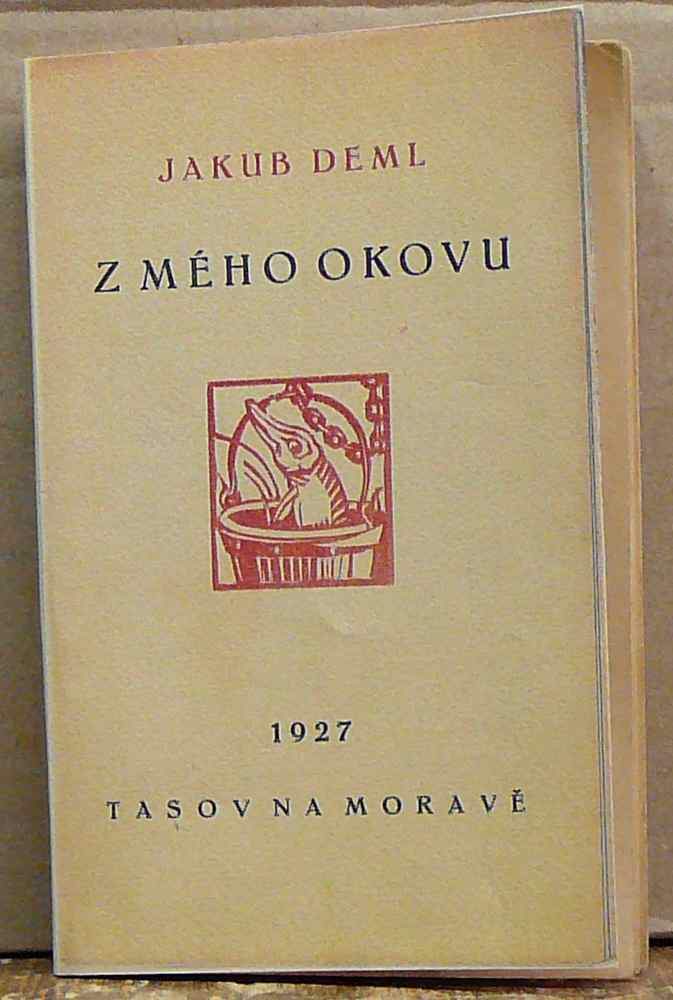 JAKUB DEML
Z MÉHO OKOVU
1927
TASOV NA MORAVĚ